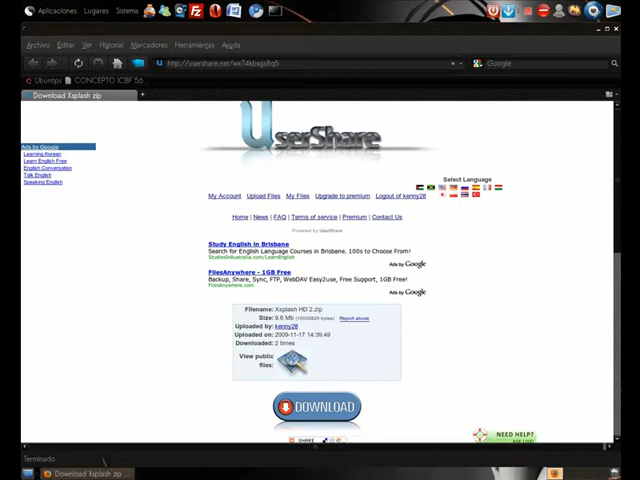 Aplicaciones Lugares Sistema
Archivo Editar Ver Historial Marcadores Herramientas Ayuda
http://usershare.net/wx74kbsgs8q5
Google
Ubuntips CONCEPTO ICBF 56...
Download Xsplash zip
UserShare
Ads by Google
Learning Korean
Learn English Free
English Conversation
Talk English
Speaking English
Select Language
My Account Upload Files My Files Upgrade to premium Logout of kenny28
Home | News | FAQ | Terms of service | Premium | Contact Us
Powered by UserShare
Study English in Brisbane
Search for English Language Courses in Brisbane. 100s to Choose From!
StudiesInAustralia.com/LearnEnglish
Ads by Google
FilesAnywhere - 1GB Free
Backup, Share, Sync, FTP, WebDAV Easy2use, Free Support, 1GB Free!
FilesAnywhere.com
Ads by Google
Filename: Xsplash HD 2.zip
Size: 9.6 Mb (10035820 bytes) Report abuse
Uploaded by: kenny28
Uploaded on: 2009-11-17 14:39:49
Downloaded: 2 times
View public files:
DOWNLOAD
SHARE
NEED HELP?
Terminado
Download Xsplash zip ...